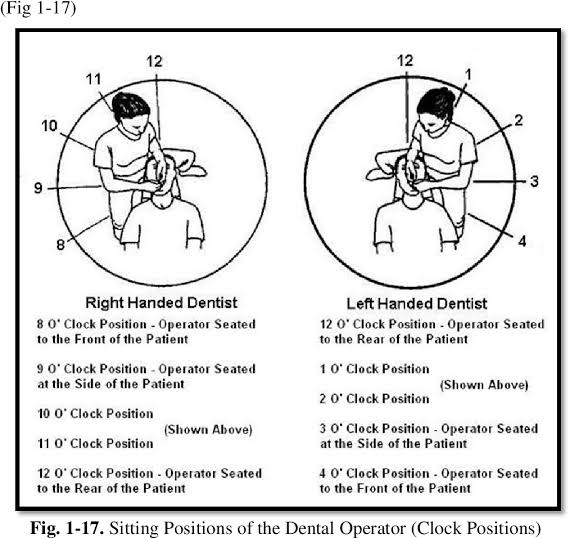 (Fig 1-17)
12
11
10
9
8
12
1
2
3
4
Right Handed Dentist
8 O' Clock Position - Operator Seated
to the Front of the Patient
9 O' Clock Position - Operator Seated
at the Side of the Patient
10 O' Clock Position
(Shown Above)
11 O' Clock Position
12 O' Clock Position - Operator Seated
to the Rear of the Patient
Left Handed Dentist
12 O' Clock Position - Operator Seated
to the Rear of the Patient
1 O' Clock Position
(Shown Above)
2 O' Clock Position
3 O' Clock Position - Operator Seated
at the Side of the Patient
4 O' Clock Position - Operator Seated
to the Front of the Patient
Fig. 1-17. Sitting Positions of the Dental Operator (Clock Positions)